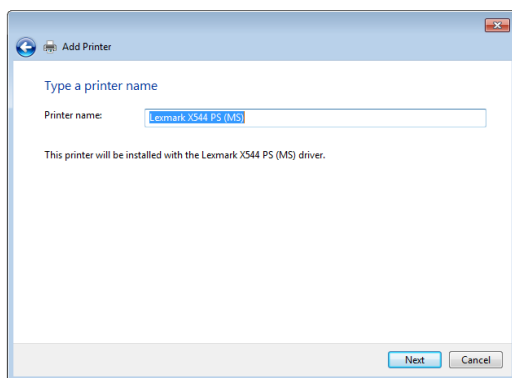 Add Printer
Type a printer name
Printer name: Lexmark X544 PS (MS)
This printer will be installed with the Lexmark X544 PS (MS) driver.
Next Cancel